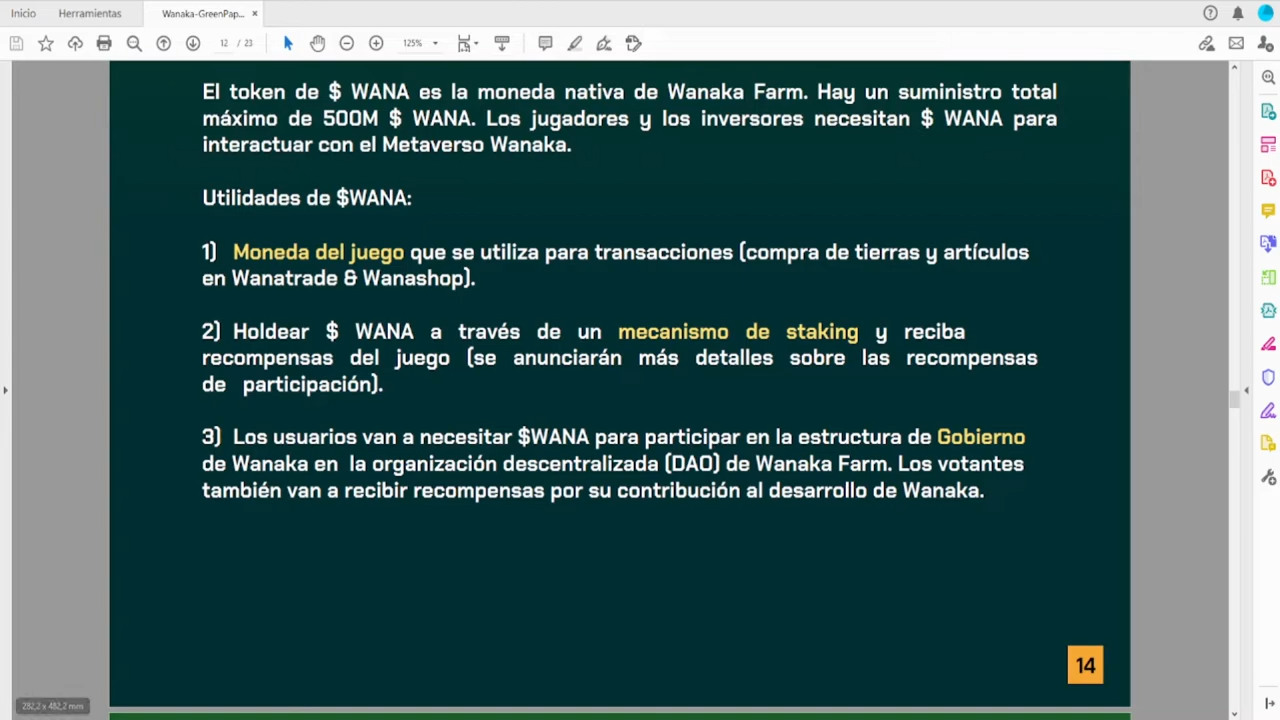 Inicio Herramientas Wanaka-GreenPap... ×
12 / 23 125%
El token de $ WANA es la moneda nativa de Wanaka Farm. Hay un suministro total
máximo de 500M $ WANA. Los jugadores y los inversores necesitan $ WANA para
interactuar con el Metaverso Wanaka.
Utilidades de $WANA:
1) Moneda del juego que se utiliza para transacciones (compra de tierras y artículos
en Wanatrade & Wanashop).
2) Holdear $ WANA a través de un mecanismo de staking y reciba
recompensas del juego (se anunciarán más detalles sobre las recompensas
de participación).
3) Los usuarios van a necesitar $WANA para participar en la estructura de Gobierno
de Wanaka en la organización descentralizada (DAO) de Wanaka Farm. Los votantes
también van a recibir recompensas por su contribución al desarrollo de Wanaka.
14
282,2 x 482,2 mm